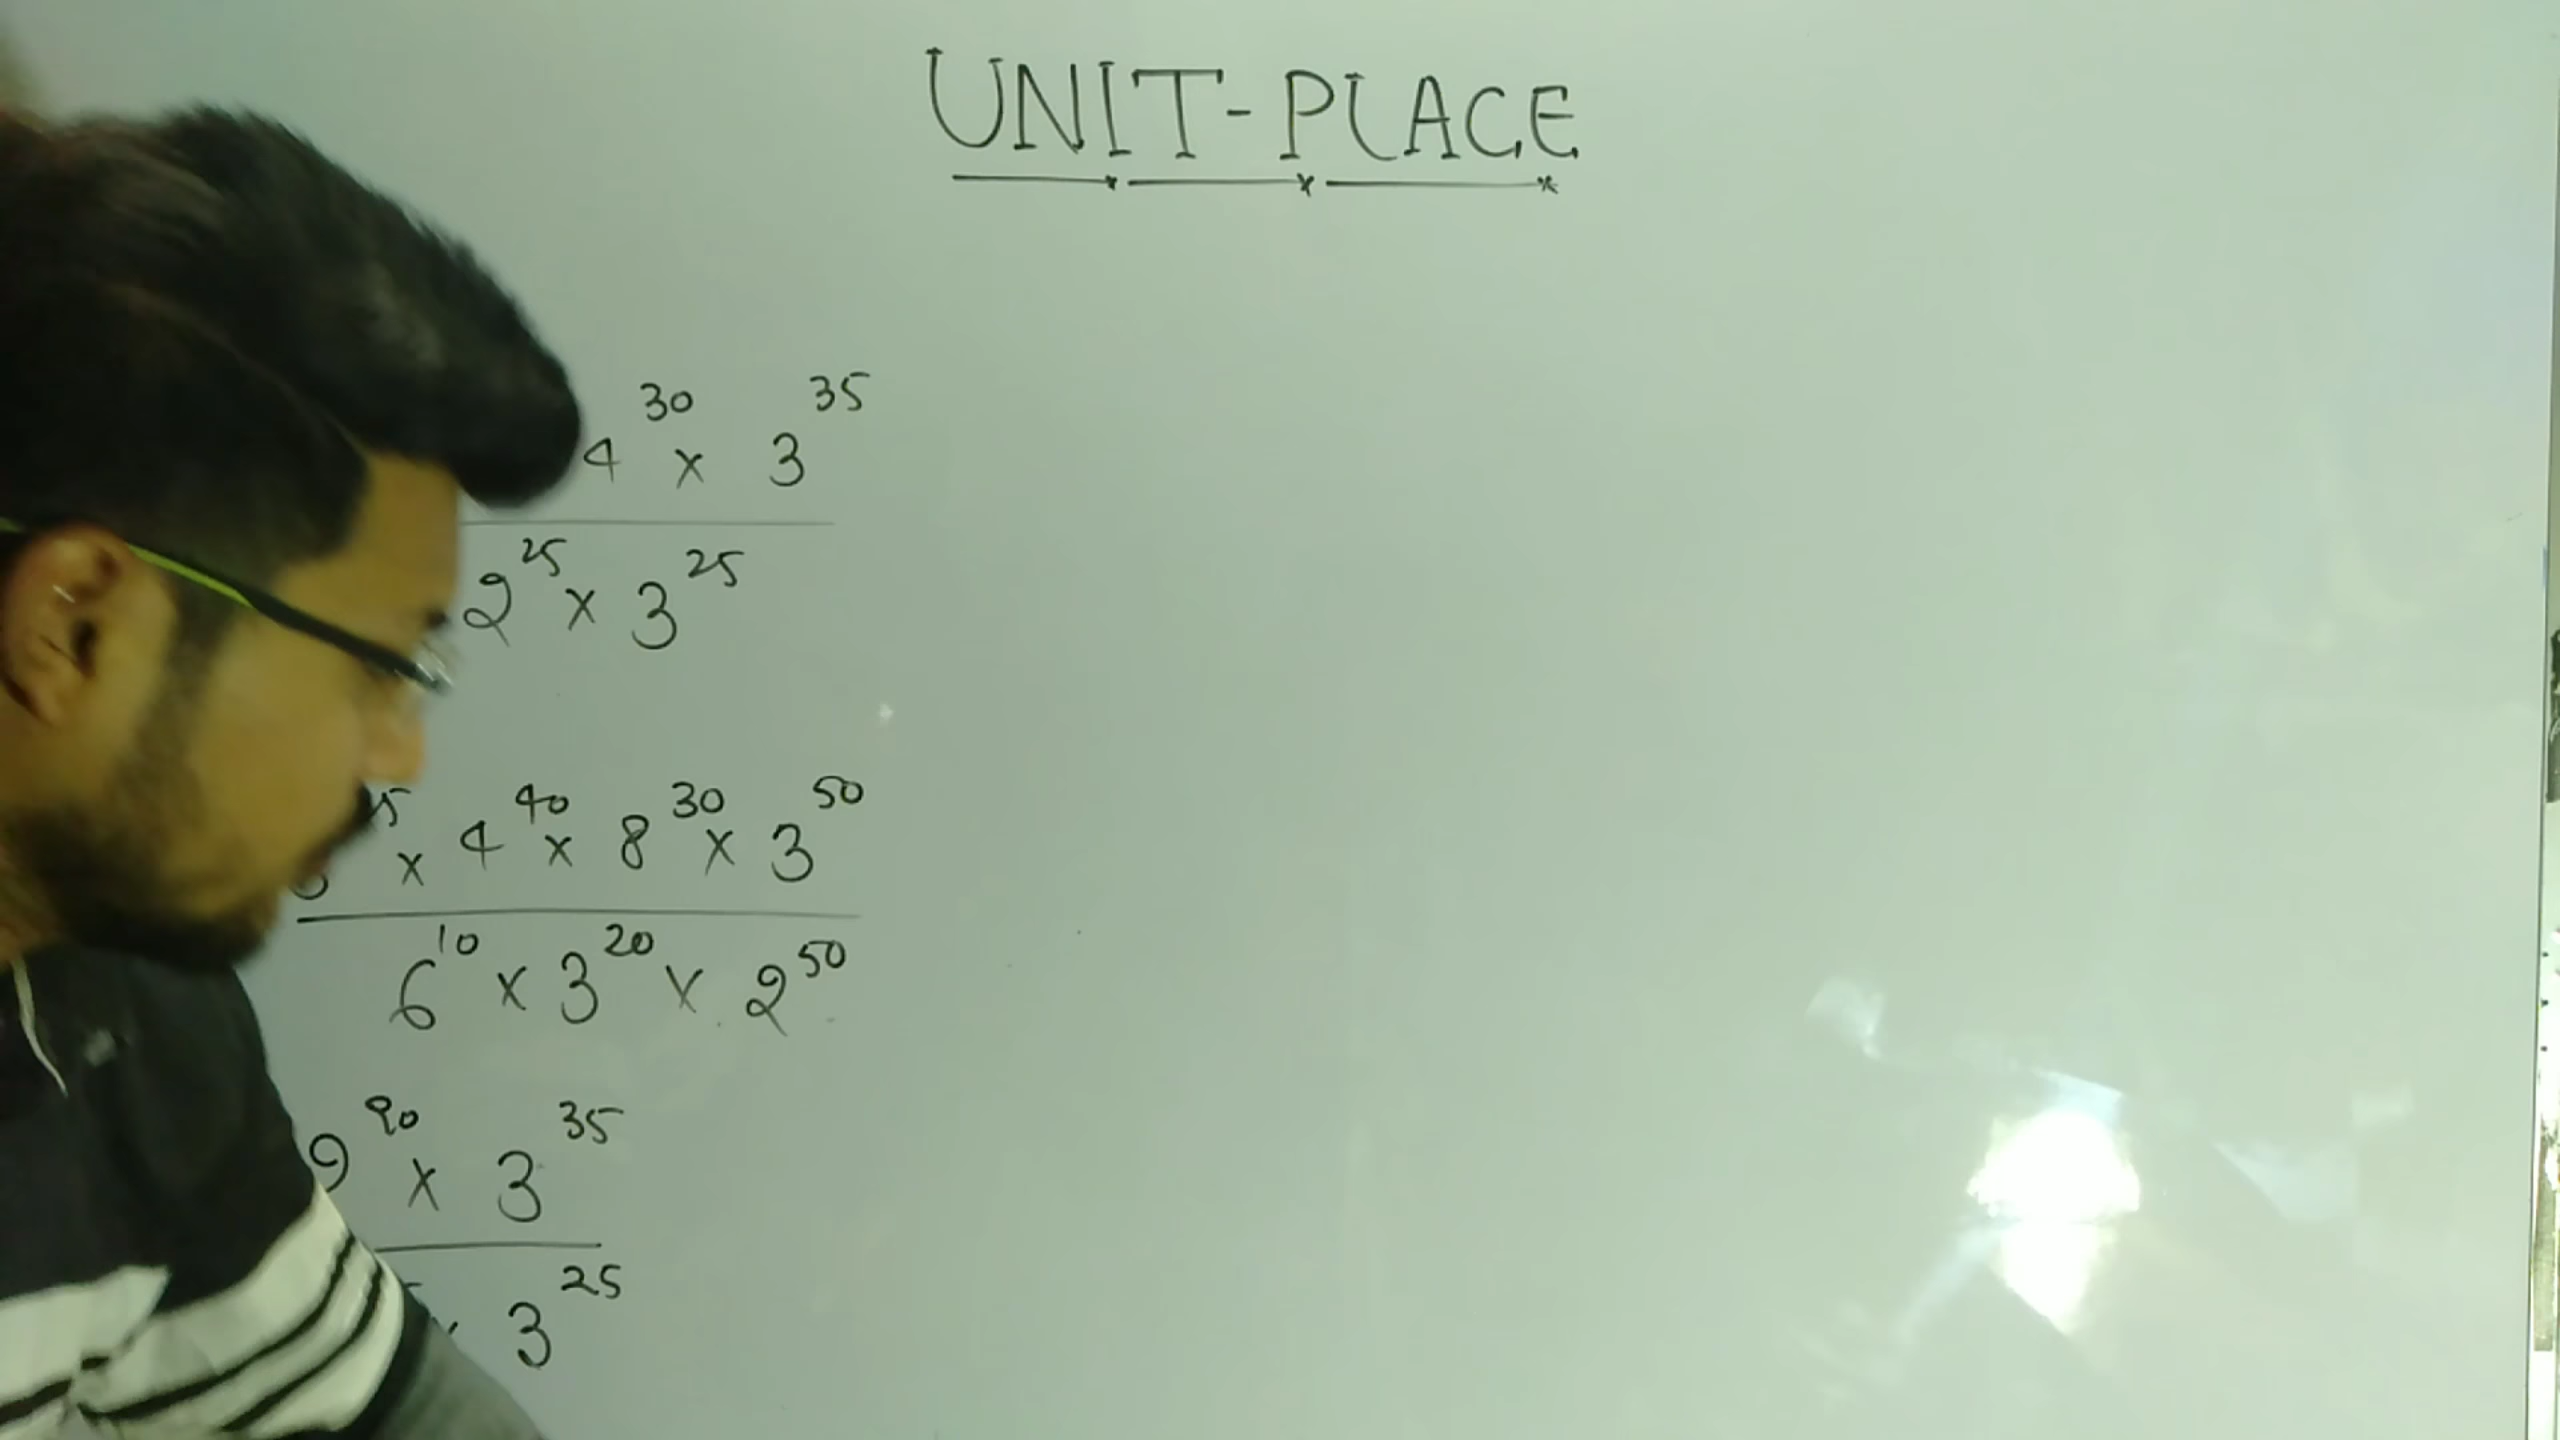 UNIT-PLACE
4^30 x 3^35
2^25 x 3^25
x 4^40 x 8^30 x 3^50
6^10 x 3^20 x 2^50
9^90 x 3^35
3^25